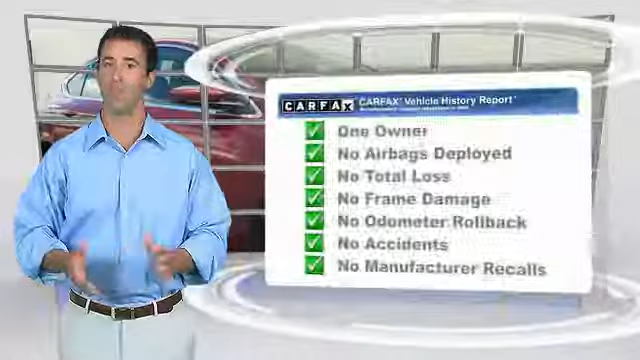 CARFAX CARFAX® Vehicle History Report™
One Owner
No Airbags Deployed
No Total Loss
No Frame Damage
No Odometer Rollback
No Accidents
No Manufacturer Recalls